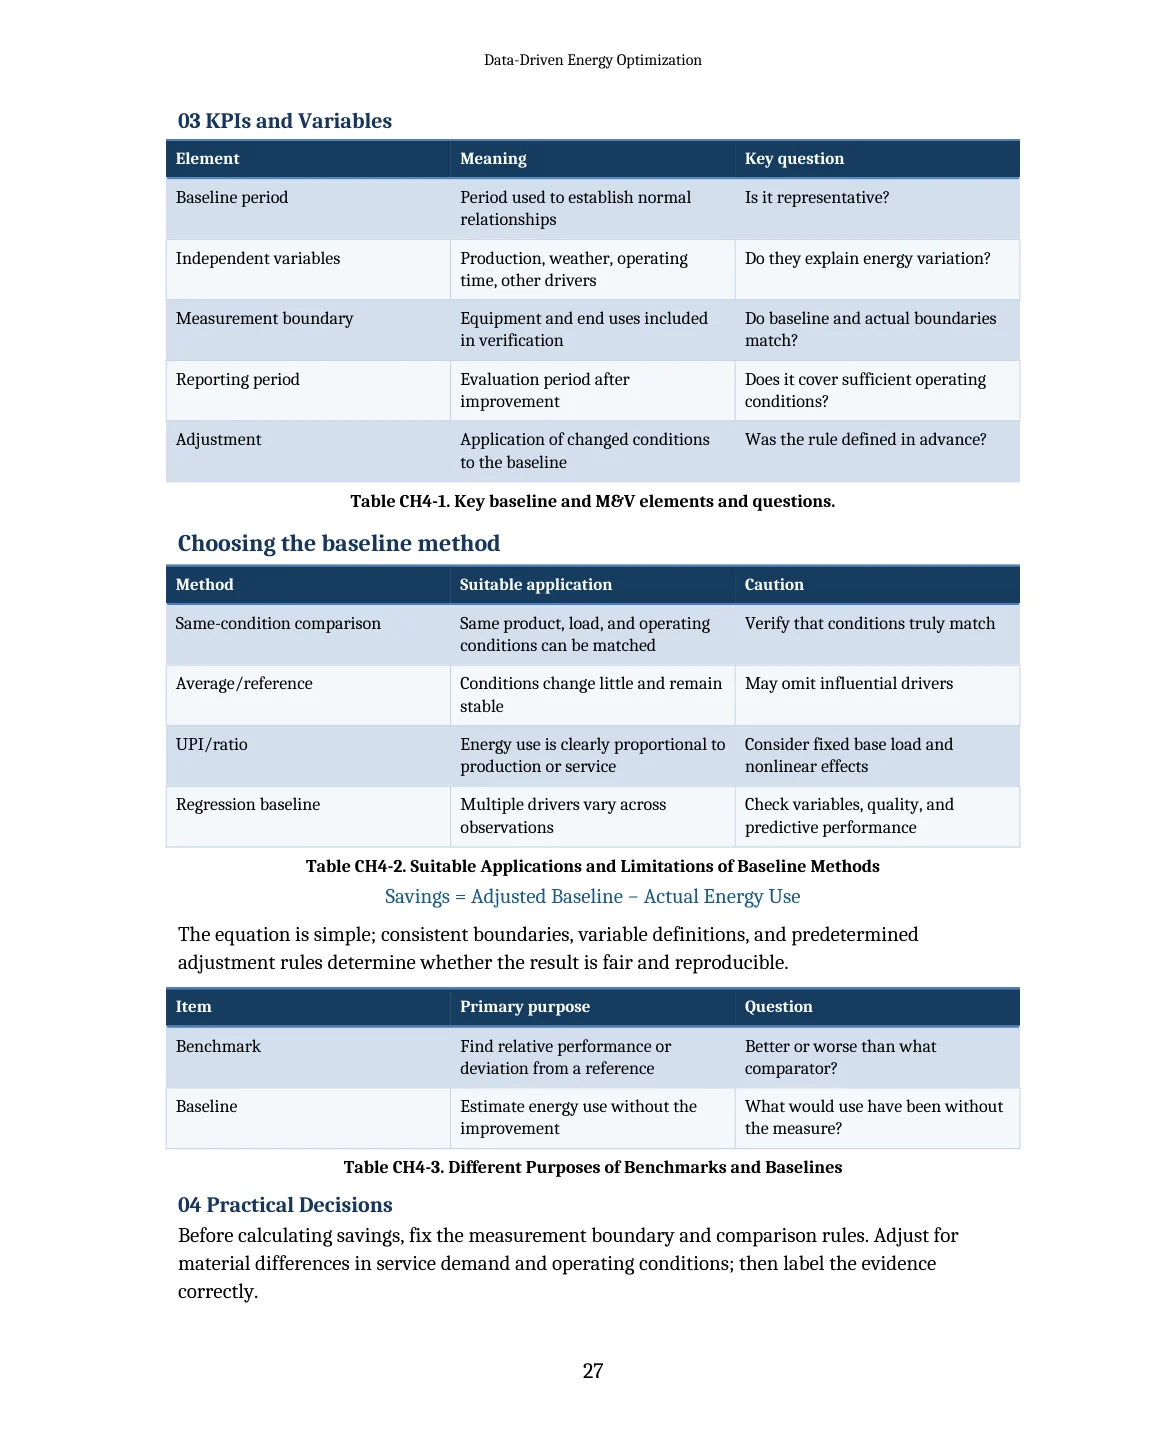 Data-Driven Energy Optimization
03 KPIs and Variables
Element Meaning Key question
Baseline period Period used to establish normal Is it representative?
relationships
Independent variables Production, weather, operating Do they explain energy variation?
time, other drivers
Measurement boundary Equipment and end uses included Do baseline and actual boundaries
in verification match?
Reporting period Evaluation period after Does it cover sufficient operating
improvement conditions?
Adjustment Application of changed conditions Was the rule defined in advance?
to the baseline
Table CH4-1. Key baseline and M&V elements and questions.
Choosing the baseline method
Method Suitable application Caution
Same-condition comparison Same product, load, and operating Verify that conditions truly match
conditions can be matched
Average/reference Conditions change little and remain May omit influential drivers
stable
UPI/ratio Energy use is clearly proportional to Consider fixed base load and
production or service nonlinear effects
Regression baseline Multiple drivers vary across Check variables, quality, and
observations predictive performance
Table CH4-2. Suitable Applications and Limitations of Baseline Methods
Savings = Adjusted Baseline − Actual Energy Use
The equation is simple; consistent boundaries, variable definitions, and predetermined
adjustment rules determine whether the result is fair and reproducible.
Item Primary purpose Question
Benchmark Find relative performance or Better or worse than what
deviation from a reference comparator?
Baseline Estimate energy use without the What would use have been without
improvement the measure?
Table CH4-3. Different Purposes of Benchmarks and Baselines
04 Practical Decisions
Before calculating savings, fix the measurement boundary and comparison rules. Adjust for
material differences in service demand and operating conditions; then label the evidence
correctly.
27